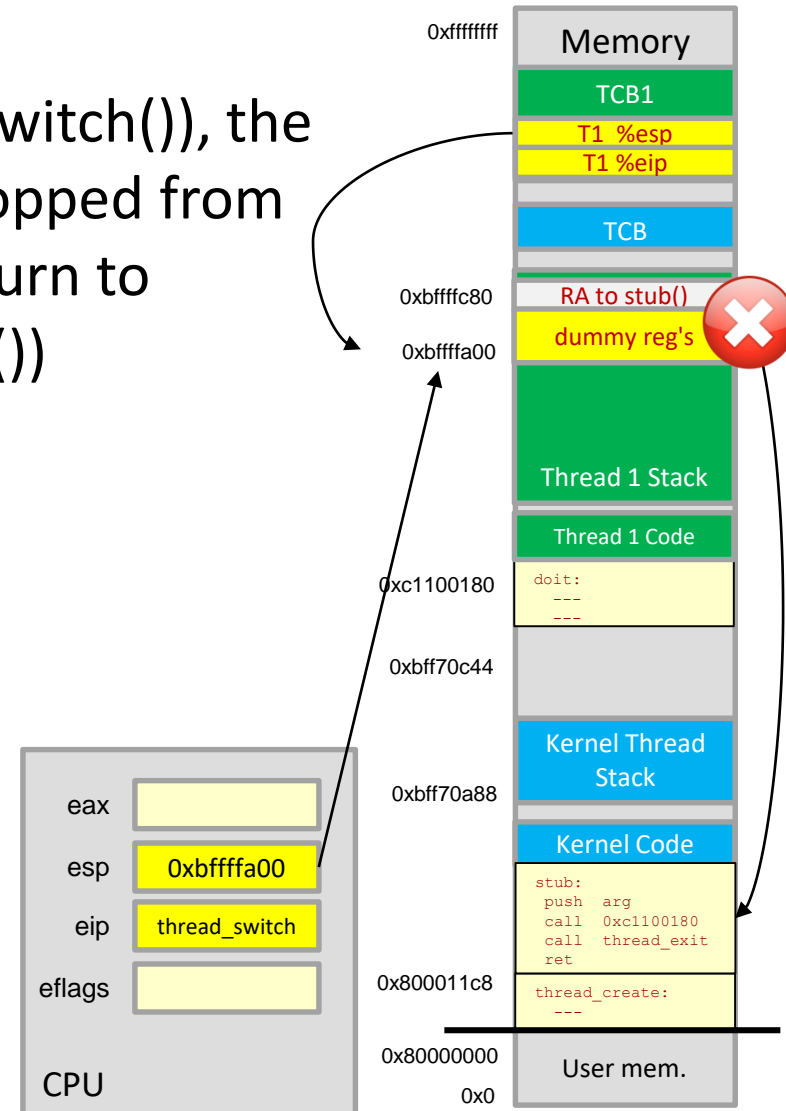 witch()), the
opped from
urn to
())
0xffffffff
Memory
TCB1
T1 %esp
T1 %eip
TCB
0xbffffc80
RA to stub()
0xbffffa00
dummy reg's
Thread 1 Stack
Thread 1 Code
0xc1100180
doit:
---
---
0xbff70c44
Kernel Thread
Stack
0xbff70a88
Kernel Code
stub:
push arg
call 0xc1100180
call thread_exit
ret
0x800011c8
thread_create:
---
0x80000000
User mem.
0x0
eax
esp 0xbffffa00
eip thread_switch
eflags
CPU